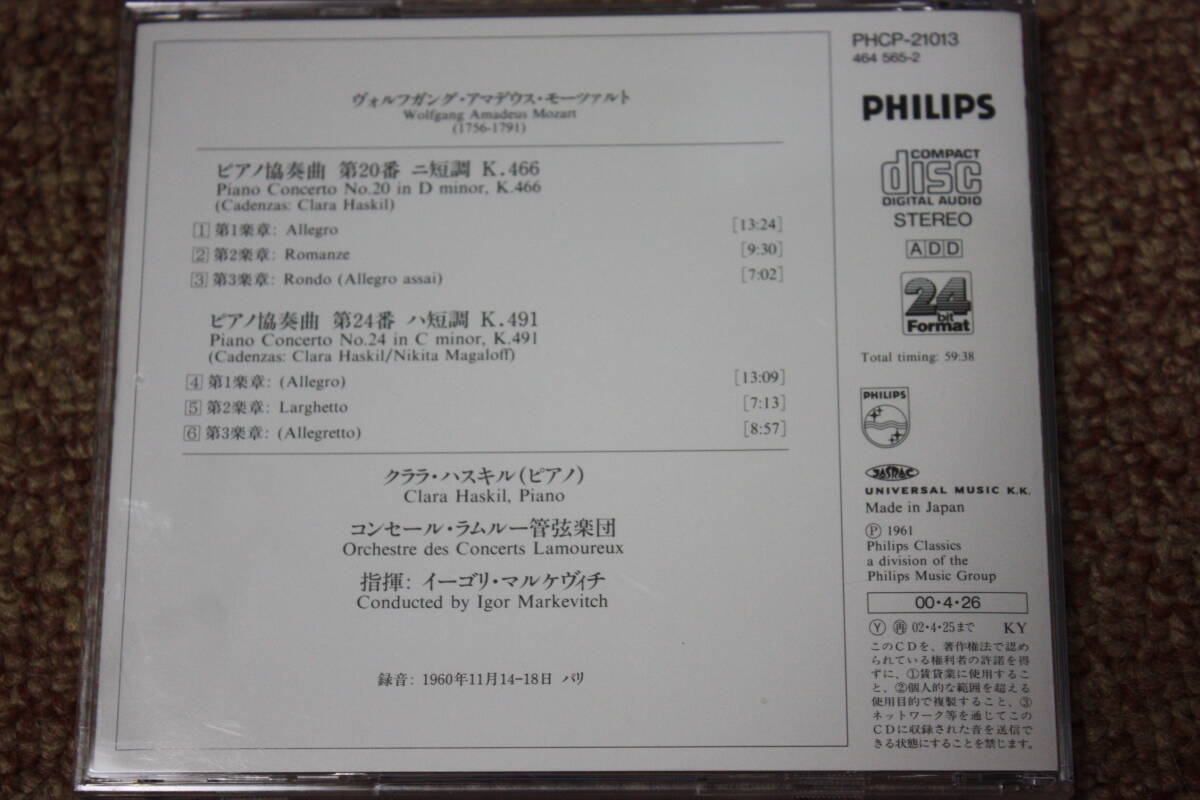 ヴォルフガング・アマデウス・モーツァルト
Wolfgang Amadeus Mozart
(1756-1791)
ピアノ協奏曲 第20番 ニ短調 K.466
Piano Concerto No.20 in D minor, K.466
(Cadenzas: Clara Haskil)
1 第1楽章: Allegro [13:24]
2 第2楽章: Romanze [9:30]
3 第3楽章: Rondo (Allegro assai) [7:02]
ピアノ協奏曲 第24番 ハ短調 K.491
Piano Concerto No.24 in C minor, K.491
(Cadenzas: Clara Haskil/Nikita Magaloff)
4 第1楽章: (Allegro) [13:09]
5 第2楽章: Larghetto [7:13]
6 第3楽章: (Allegretto) [8:57]
クララ・ハスキル(ピアノ)
Clara Haskil, Piano
コンセール・ラムルー管弦楽団
Orchestre des Concerts Lamoureux
指揮: イーゴリ・マルケヴィチ
Conducted by Igor Markevitch
録音: 1960年11月14-18日 パリ
PHCP-21013
464 565-2
PHILIPS
COMPACT
disc
DIGITAL AUDIO
STEREO
ADD
24
bit
Format
Total timing: 59:38
PHILIPS
JASRAC
UNIVERSAL MUSIC K.K.
Made in Japan
Ⓟ 1961
Philips Classics
a division of the
Philips Music Group
00・4・26
Ⓨ ㊞ 02・4・25まで KY
このCDを、著作権法で認め
られている権利者の許諾を得
ずに、①賃貸業に使用するこ
と、②個人的な範囲を超える
使用目的で複製すること、③
ネットワーク等を通じてこの
CDに収録された音を送信で
きる状態にすることを禁じます。